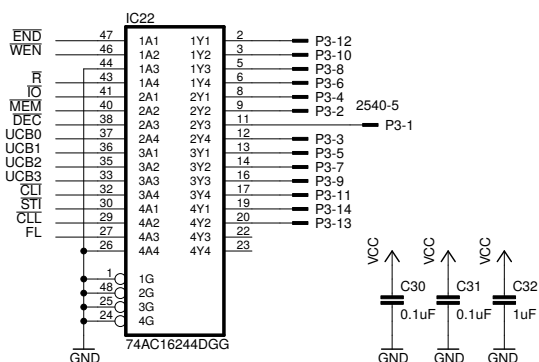 IC22
END 47 1A1 1Y1 2 P3-12
WEN 46 1A2 1Y2 3 P3-10
44 1A3 1Y3 5 P3-8
R 43 1A4 1Y4 6 P3-6
IO 41 2A1 2Y1 8 P3-4
MEM 40 2A2 2Y2 9 P3-2 2540-5
DEC 38 2A3 2Y3 11 P3-1
UCB0 37 2A4 2Y4 12 P3-3
UCB1 36 3A1 3Y1 13 P3-5
UCB2 35 3A2 3Y2 14 P3-7
UCB3 33 3A3 3Y3 16 P3-9
CLI 32 3A4 3Y4 17 P3-11
STI 30 4A1 4Y1 19 P3-14
CLL 29 4A2 4Y2 20 P3-13
FL 27 4A3 4Y3 22
26 4A4 4Y4 23
1 1G
48 2G
25 3G
24 4G
GND 74AC16244DGG
VCC VCC VCC
C30 C31 C32
0.1uF 0.1uF 1uF
GND GND GND